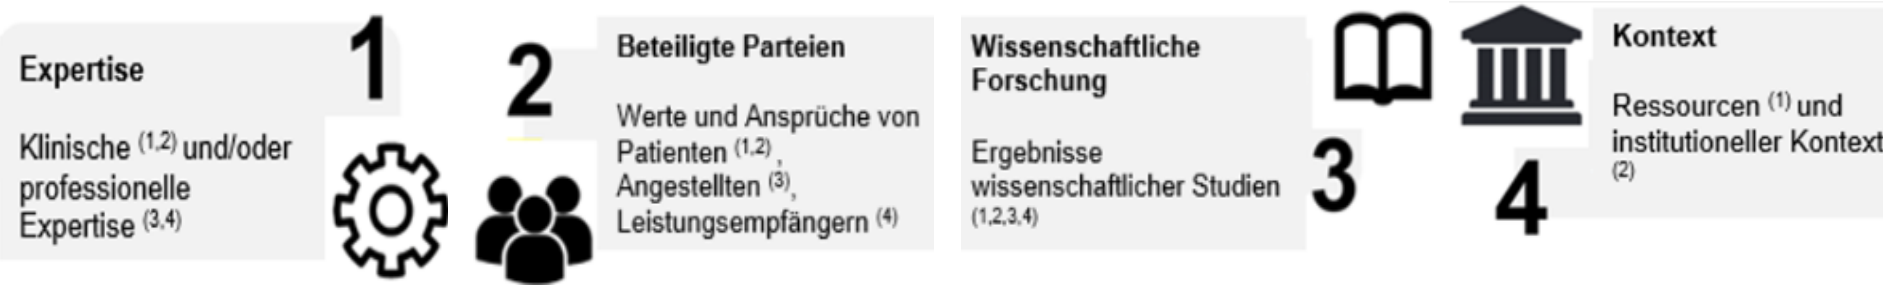 Expertise
1
Klinische (1,2) und/oder
professionelle
Expertise (3,4)
2
Beteiligte Parteien
Werte und Ansprüche von
Patienten (1,2),
Angestellten (3),
Leistungsempfängern (4)
Wissenschaftliche
Forschung
Ergebnisse
wissenschaftlicher Studien
(1,2,3,4)
3
4
Kontext
Ressourcen (1) und
institutioneller Kontext
(2)